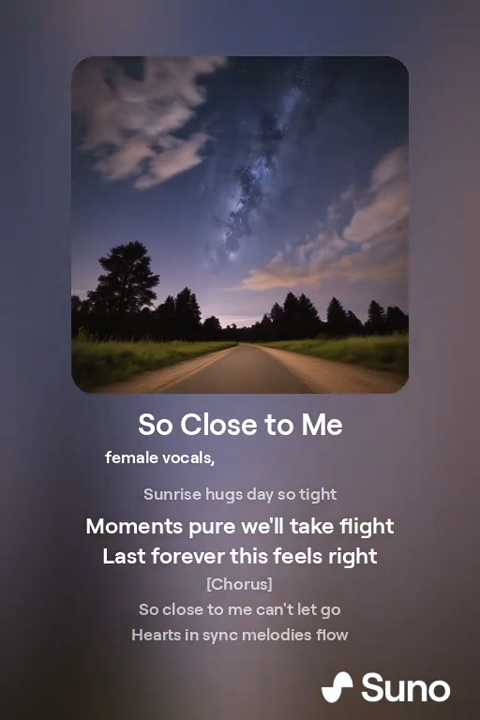 So Close to Me
female vocals,
Sunrise hugs day so tight
Moments pure we'll take flight
Last forever this feels right
[Chorus]
So close to me can't let go
Hearts in sync melodies flow
Suno